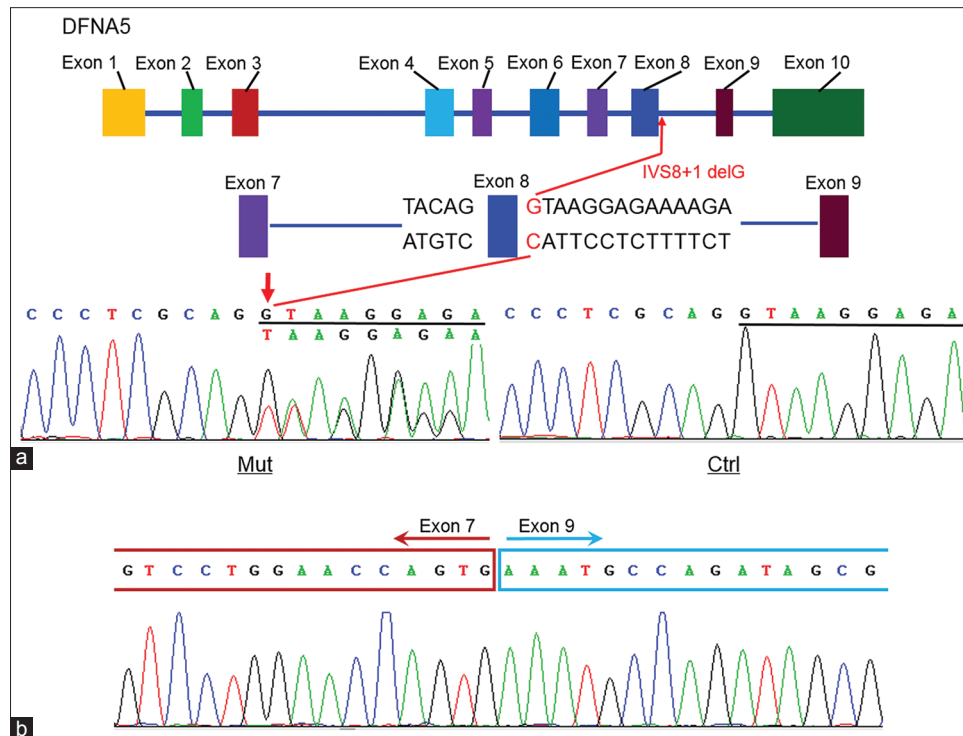 DFNA5
Exon 1 Exon 2 Exon 3 Exon 4 Exon 5 Exon 6 Exon 7 Exon 8 Exon 9 Exon 10
IVS8+1 delG
Exon 7 Exon 8 Exon 9
TACAG GTAAGGAGAAAAGA
ATGTC CATTCCTCTTTTCT
C C C T C G C A G G T A A G G A G A C C C T C G C A G G T A A G G A G A
T A A G G A G A A
a
Mut Ctrl
Exon 7 Exon 9
G T C C T G G A A C C A G T G A A A T G C C A G A T A G C G
b